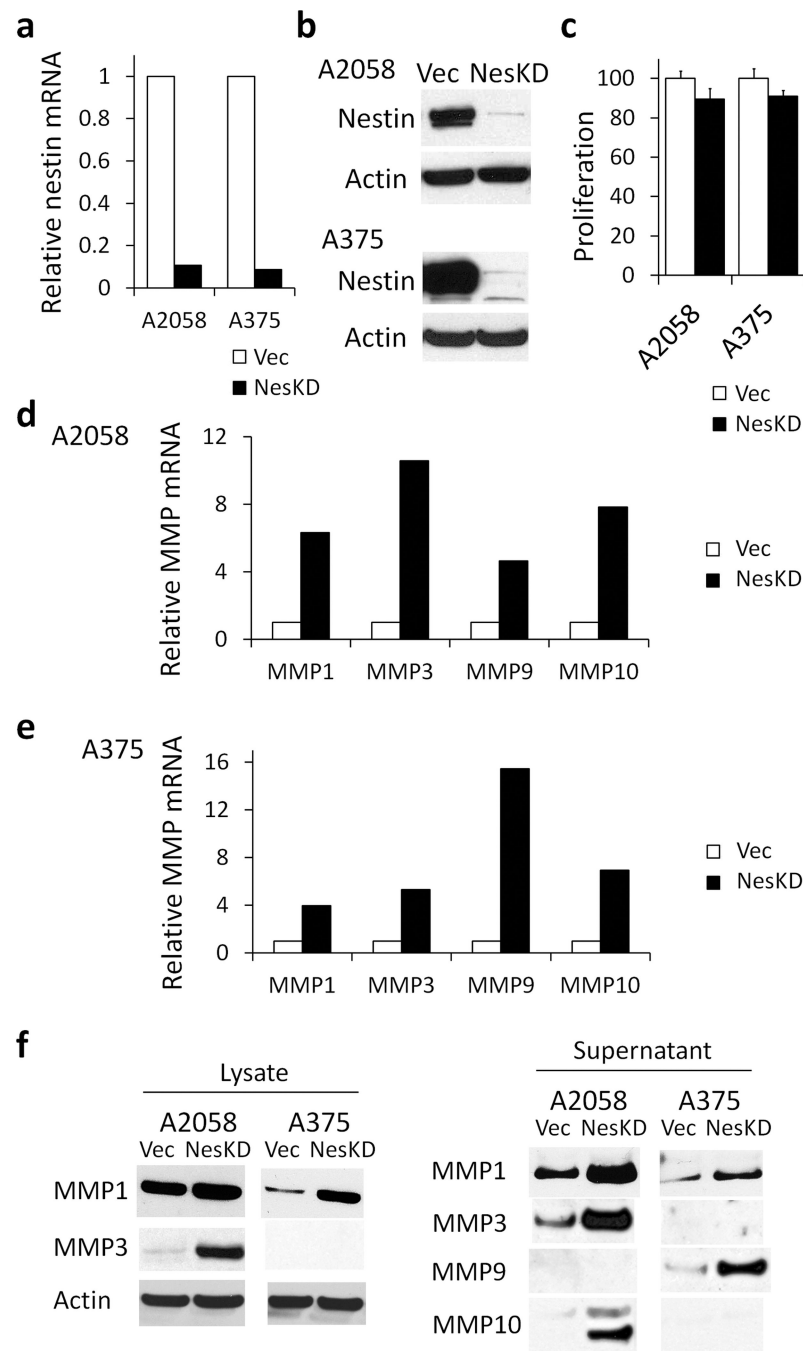 a
Relative nestin mRNA
1
0.8
0.6
0.4
0.2
0
A2058
A375
Vec
NesKD
b
A2058 Vec NesKD
Nestin
Actin
A375
Nestin
Actin
c
Proliferation
100
80
60
40
20
0
A2058
A375
Vec
NesKD
d
A2058
Relative MMP mRNA
12
8
4
0
MMP1 MMP3 MMP9 MMP10
Vec
NesKD
e
A375
Relative MMP mRNA
16
12
8
4
0
MMP1 MMP3 MMP9 MMP10
Vec
NesKD
f
Lysate
A2058 A375
Vec NesKD Vec NesKD
MMP1
MMP3
Actin
Supernatant
A2058 A375
Vec NesKD Vec NesKD
MMP1
MMP3
MMP9
MMP10